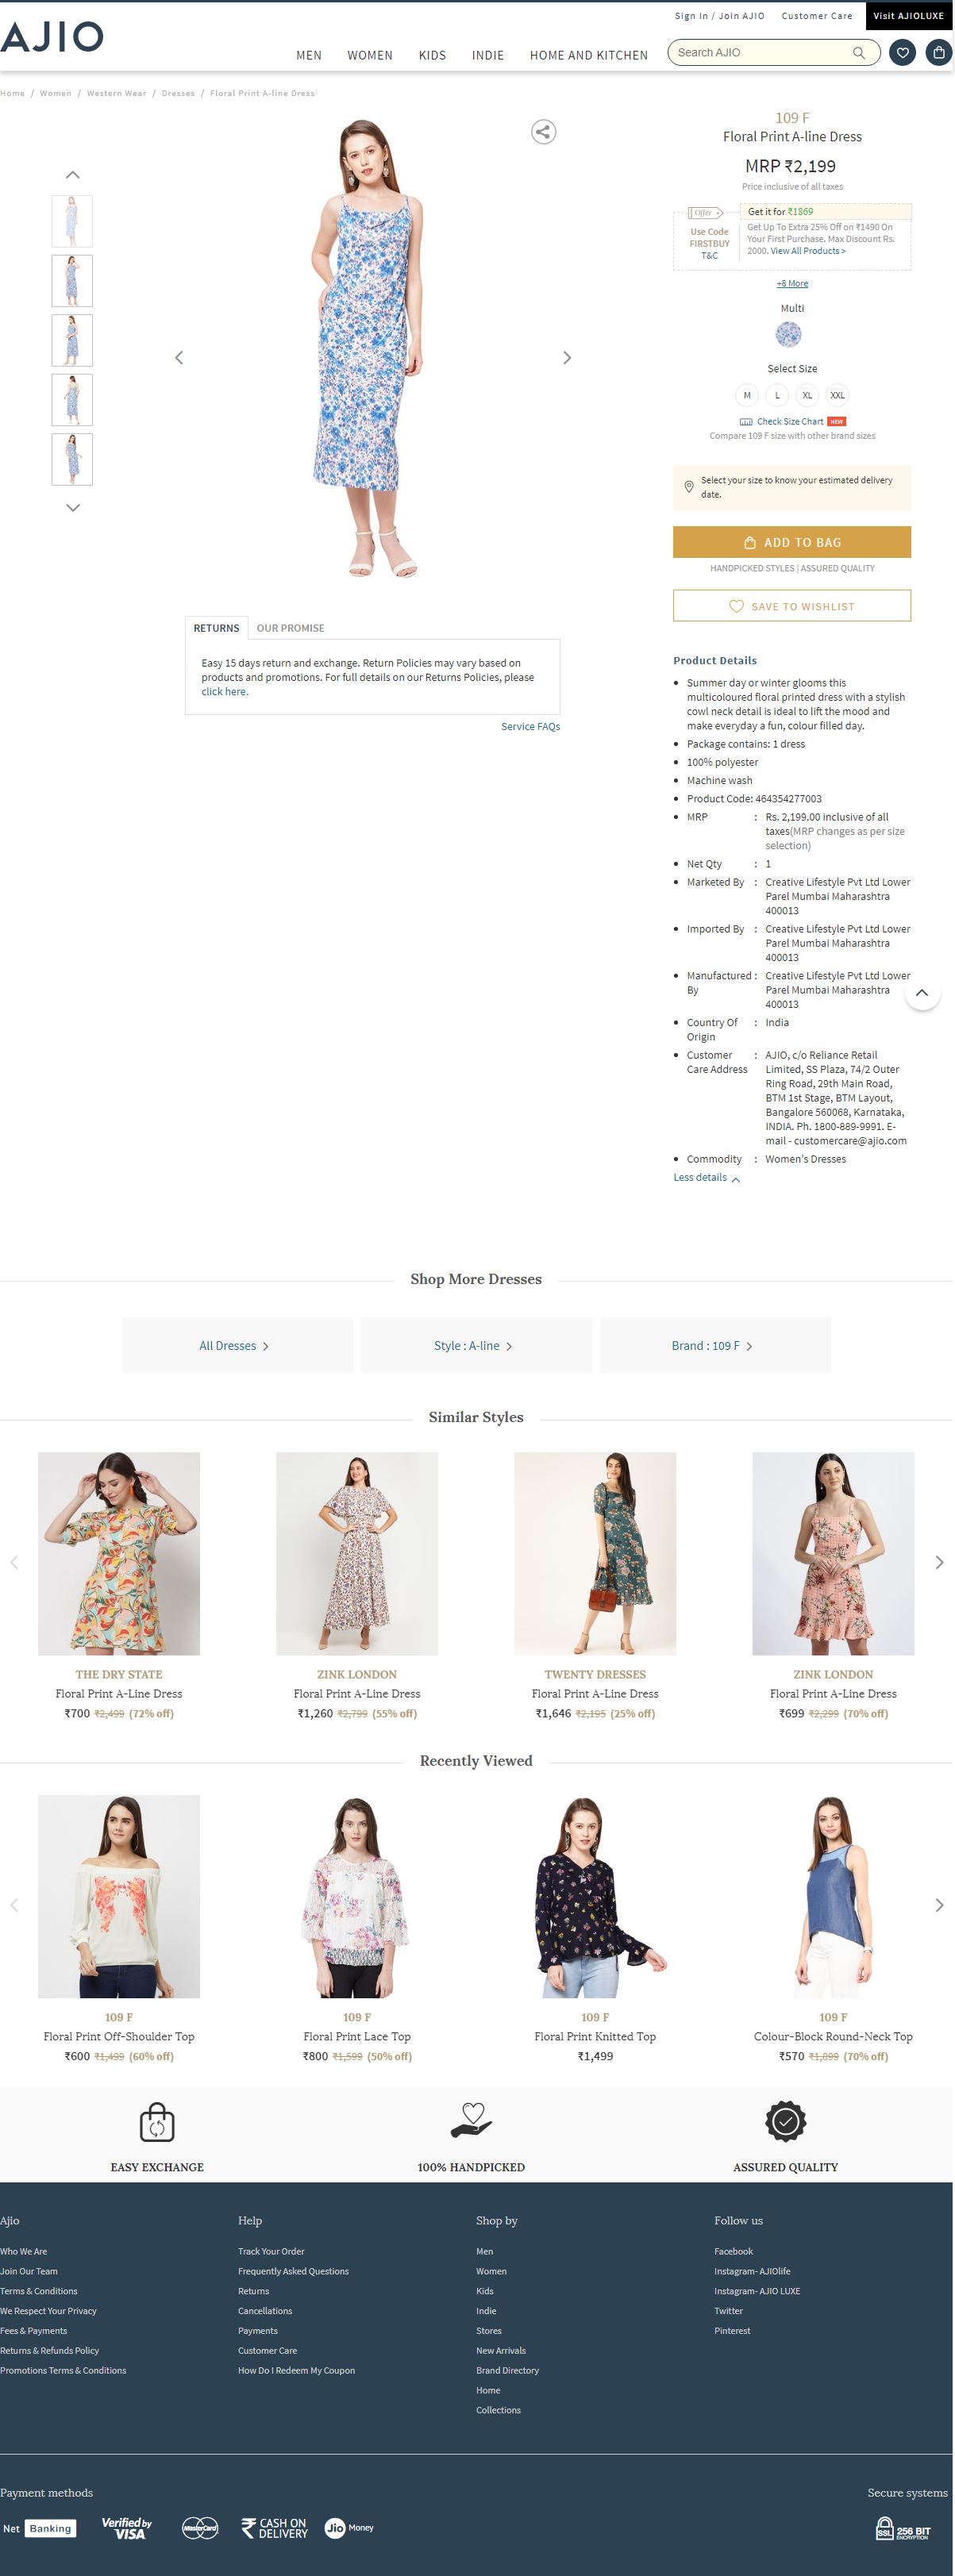 Sign In / Join AJIO
Customer Care
Visit AJIOLUXE
AJIO
MEN
WOMEN
KIDS
INDIE
HOME AND KITCHEN
Search AJIO
Home / Women / Western Wear / Dresses / Floral Print A-line Dress
109 F
Floral Print A-line Dress
MRP ₹2,199
Price inclusive of all taxes
Offer
Use Code
FIRSTBUY
T&C
Get it for ₹1869
Get Up To Extra 25% Off on ₹1490 On
Your First Purchase. Max Discount Rs.
2000. View All Products >
+8 More
Multi
Select Size
M
L
XL
XXL
Check Size Chart NEW
Compare 109 F size with other brand sizes
Select your size to know your estimated delivery
date.
ADD TO BAG
HANDPICKED STYLES | ASSURED QUALITY
SAVE TO WISHLIST
RETURNS
OUR PROMISE
Easy 15 days return and exchange. Return Policies may vary based on
products and promotions. For full details on our Returns Policies, please
click here.
Service FAQs
Product Details
Summer day or winter glooms this
multicoloured floral printed dress with a stylish
cowl neck detail is ideal to lift the mood and
make everyday a fun, colour filled day.
Package contains: 1 dress
100% polyester
Machine wash
Product Code: 464354277003
MRP : Rs. 2,199.00 inclusive of all
taxes(MRP changes as per size
selection)
Net Qty : 1
Marketed By : Creative Lifestyle Pvt Ltd Lower
Parel Mumbai Maharashtra
400013
Imported By : Creative Lifestyle Pvt Ltd Lower
Parel Mumbai Maharashtra
400013
Manufactured : Creative Lifestyle Pvt Ltd Lower
By Parel Mumbai Maharashtra
400013
Country Of : India
Origin
Customer : AJIO, c/o Reliance Retail
Care Address Limited, SS Plaza, 74/2 Outer
Ring Road, 29th Main Road,
BTM 1st Stage, BTM Layout,
Bangalore 560068, Karnataka,
INDIA. Ph. 1800-889-9991. E-
mail - customercare@ajio.com
Commodity : Women's Dresses
Less details
Shop More Dresses
All Dresses
Style : A-line
Brand : 109 F
Similar Styles
THE DRY STATE
Floral Print A-Line Dress
₹700 ₹2,499 (72% off)
ZINK LONDON
Floral Print A-Line Dress
₹1,260 ₹2,799 (55% off)
TWENTY DRESSES
Floral Print A-Line Dress
₹1,646 ₹2,195 (25% off)
ZINK LONDON
Floral Print A-Line Dress
₹699 ₹2,299 (70% off)
Recently Viewed
109 F
Floral Print Off-Shoulder Top
₹600 ₹1,499 (60% off)
109 F
Floral Print Lace Top
₹800 ₹1,599 (50% off)
109 F
Floral Print Knitted Top
₹1,499
109 F
Colour-Block Round-Neck Top
₹570 ₹1,899 (70% off)
EASY EXCHANGE
100% HANDPICKED
ASSURED QUALITY
Ajio
Who We Are
Join Our Team
Terms & Conditions
We Respect Your Privacy
Fees & Payments
Returns & Refunds Policy
Promotions Terms & Conditions
Help
Track Your Order
Frequently Asked Questions
Returns
Cancellations
Payments
Customer Care
How Do I Redeem My Coupon
Shop by
Men
Women
Kids
Indie
Stores
New Arrivals
Brand Directory
Home
Collections
Follow us
Facebook
Instagram- AJIOlife
Instagram- AJIO LUXE
Twitter
Pinterest
Payment methods
Secure systems
Net Banking
Verified by
VISA
MasterCard
₹ CASH ON
DELIVERY
Jio Money
SSL 256 BIT
ENCRYPTION